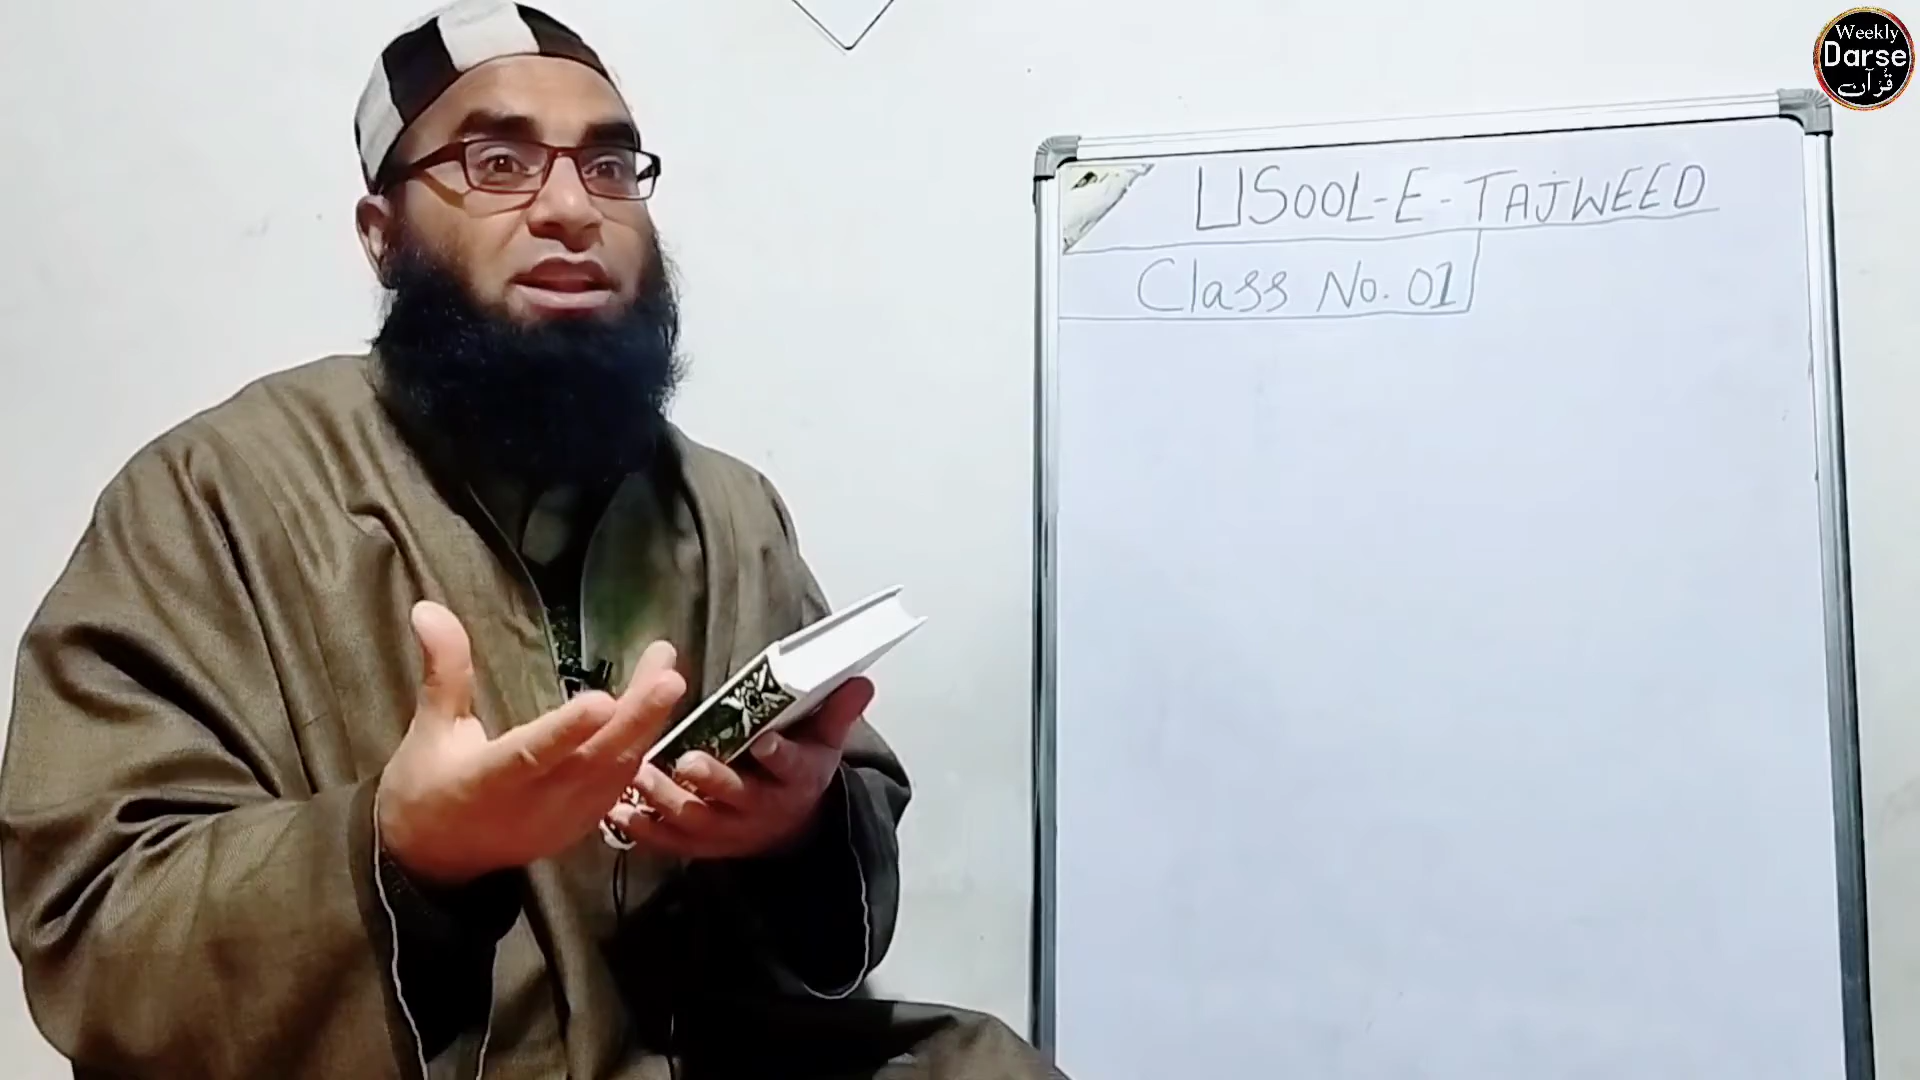 Weekly
Darse
قرآن
USOOL-E-TAJWEED
Class No. 01